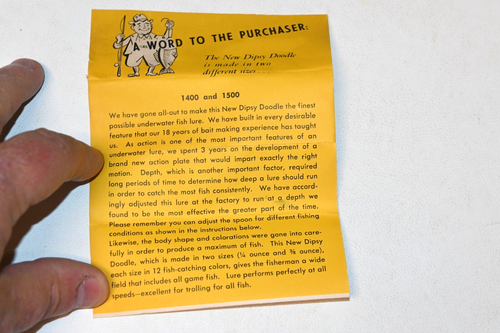 A WORD TO THE PURCHASER:
The New Dipsy Doodle
is made in two
different sizes . . .
1400 and 1500
We have gone all-out to make this New Dipsy Doodle the finest
possible underwater fish lure. We have built in every desirable
feature that our 18 years of bait making experience has taught
us. As action is one of the most important features of an
underwater lure, we spent 3 years on the development of a
brand new action plate that would impart exactly the right
motion. Depth, which is another important factor, required
long periods of time to determine how deep a lure should run
in order to catch the most fish consistently. We have accord-
ingly adjusted this lure at the factory to run at a depth we
found to be the most effective the greater part of the time.
Please remember you can adjust the spoon for different fishing
conditions as shown in the instructions below.
Likewise, the body shape and colorations were gone into care-
fully in order to produce a maximum of fish. This New Dipsy
Doodle, which is made in two sizes (¼ ounce and ⅝ ounce),
each size in 12 fish-catching colors, gives the fisherman a wide
field that includes all game fish. Lure performs perfectly at all
speeds—excellent for trolling for all fish.